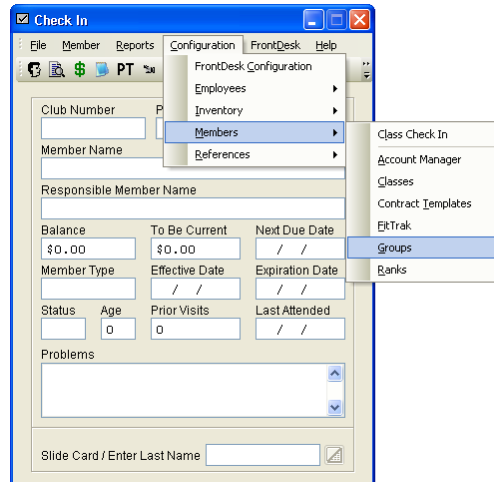 Check In
File Member Reports Configuration FrontDesk Help
$ PT
FrontDesk Configuration
Employees
Inventory
Members
References
Class Check In
Account Manager
Classes
Contract Templates
FitTrak
Groups
Ranks
Club Number P
Member Name
Responsible Member Name
Balance To Be Current Next Due Date
$0.00 $0.00 / /
Member Type Effective Date Expiration Date
/ / / /
Status Age Prior Visits Last Attended
0 0 / /
Problems
Slide Card / Enter Last Name